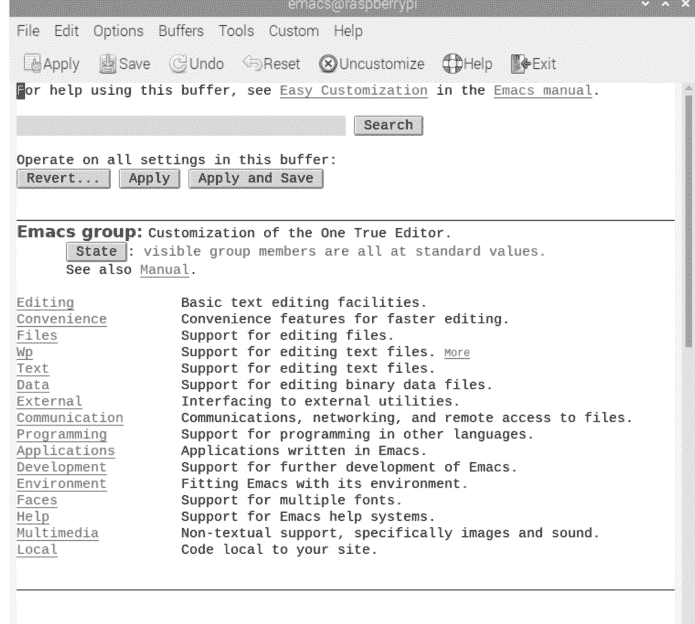 emacs@raspberrypi
File Edit Options Buffers Tools Custom Help
Apply Save Undo Reset Uncustomize Help Exit
For help using this buffer, see Easy Customization in the Emacs manual.
Search
Operate on all settings in this buffer:
Revert... Apply Apply and Save
Emacs group: Customization of the One True Editor.
State : visible group members are all at standard values.
See also Manual.
Editing Basic text editing facilities.
Convenience Convenience features for faster editing.
Files Support for editing files.
Wp Support for editing text files. More
Text Support for editing text files.
Data Support for editing binary data files.
External Interfacing to external utilities.
Communication Communications, networking, and remote access to files.
Programming Support for programming in other languages.
Applications Applications written in Emacs.
Development Support for further development of Emacs.
Environment Fitting Emacs with its environment.
Faces Support for multiple fonts.
Help Support for Emacs help systems.
Multimedia Non-textual support, specifically images and sound.
Local Code local to your site.